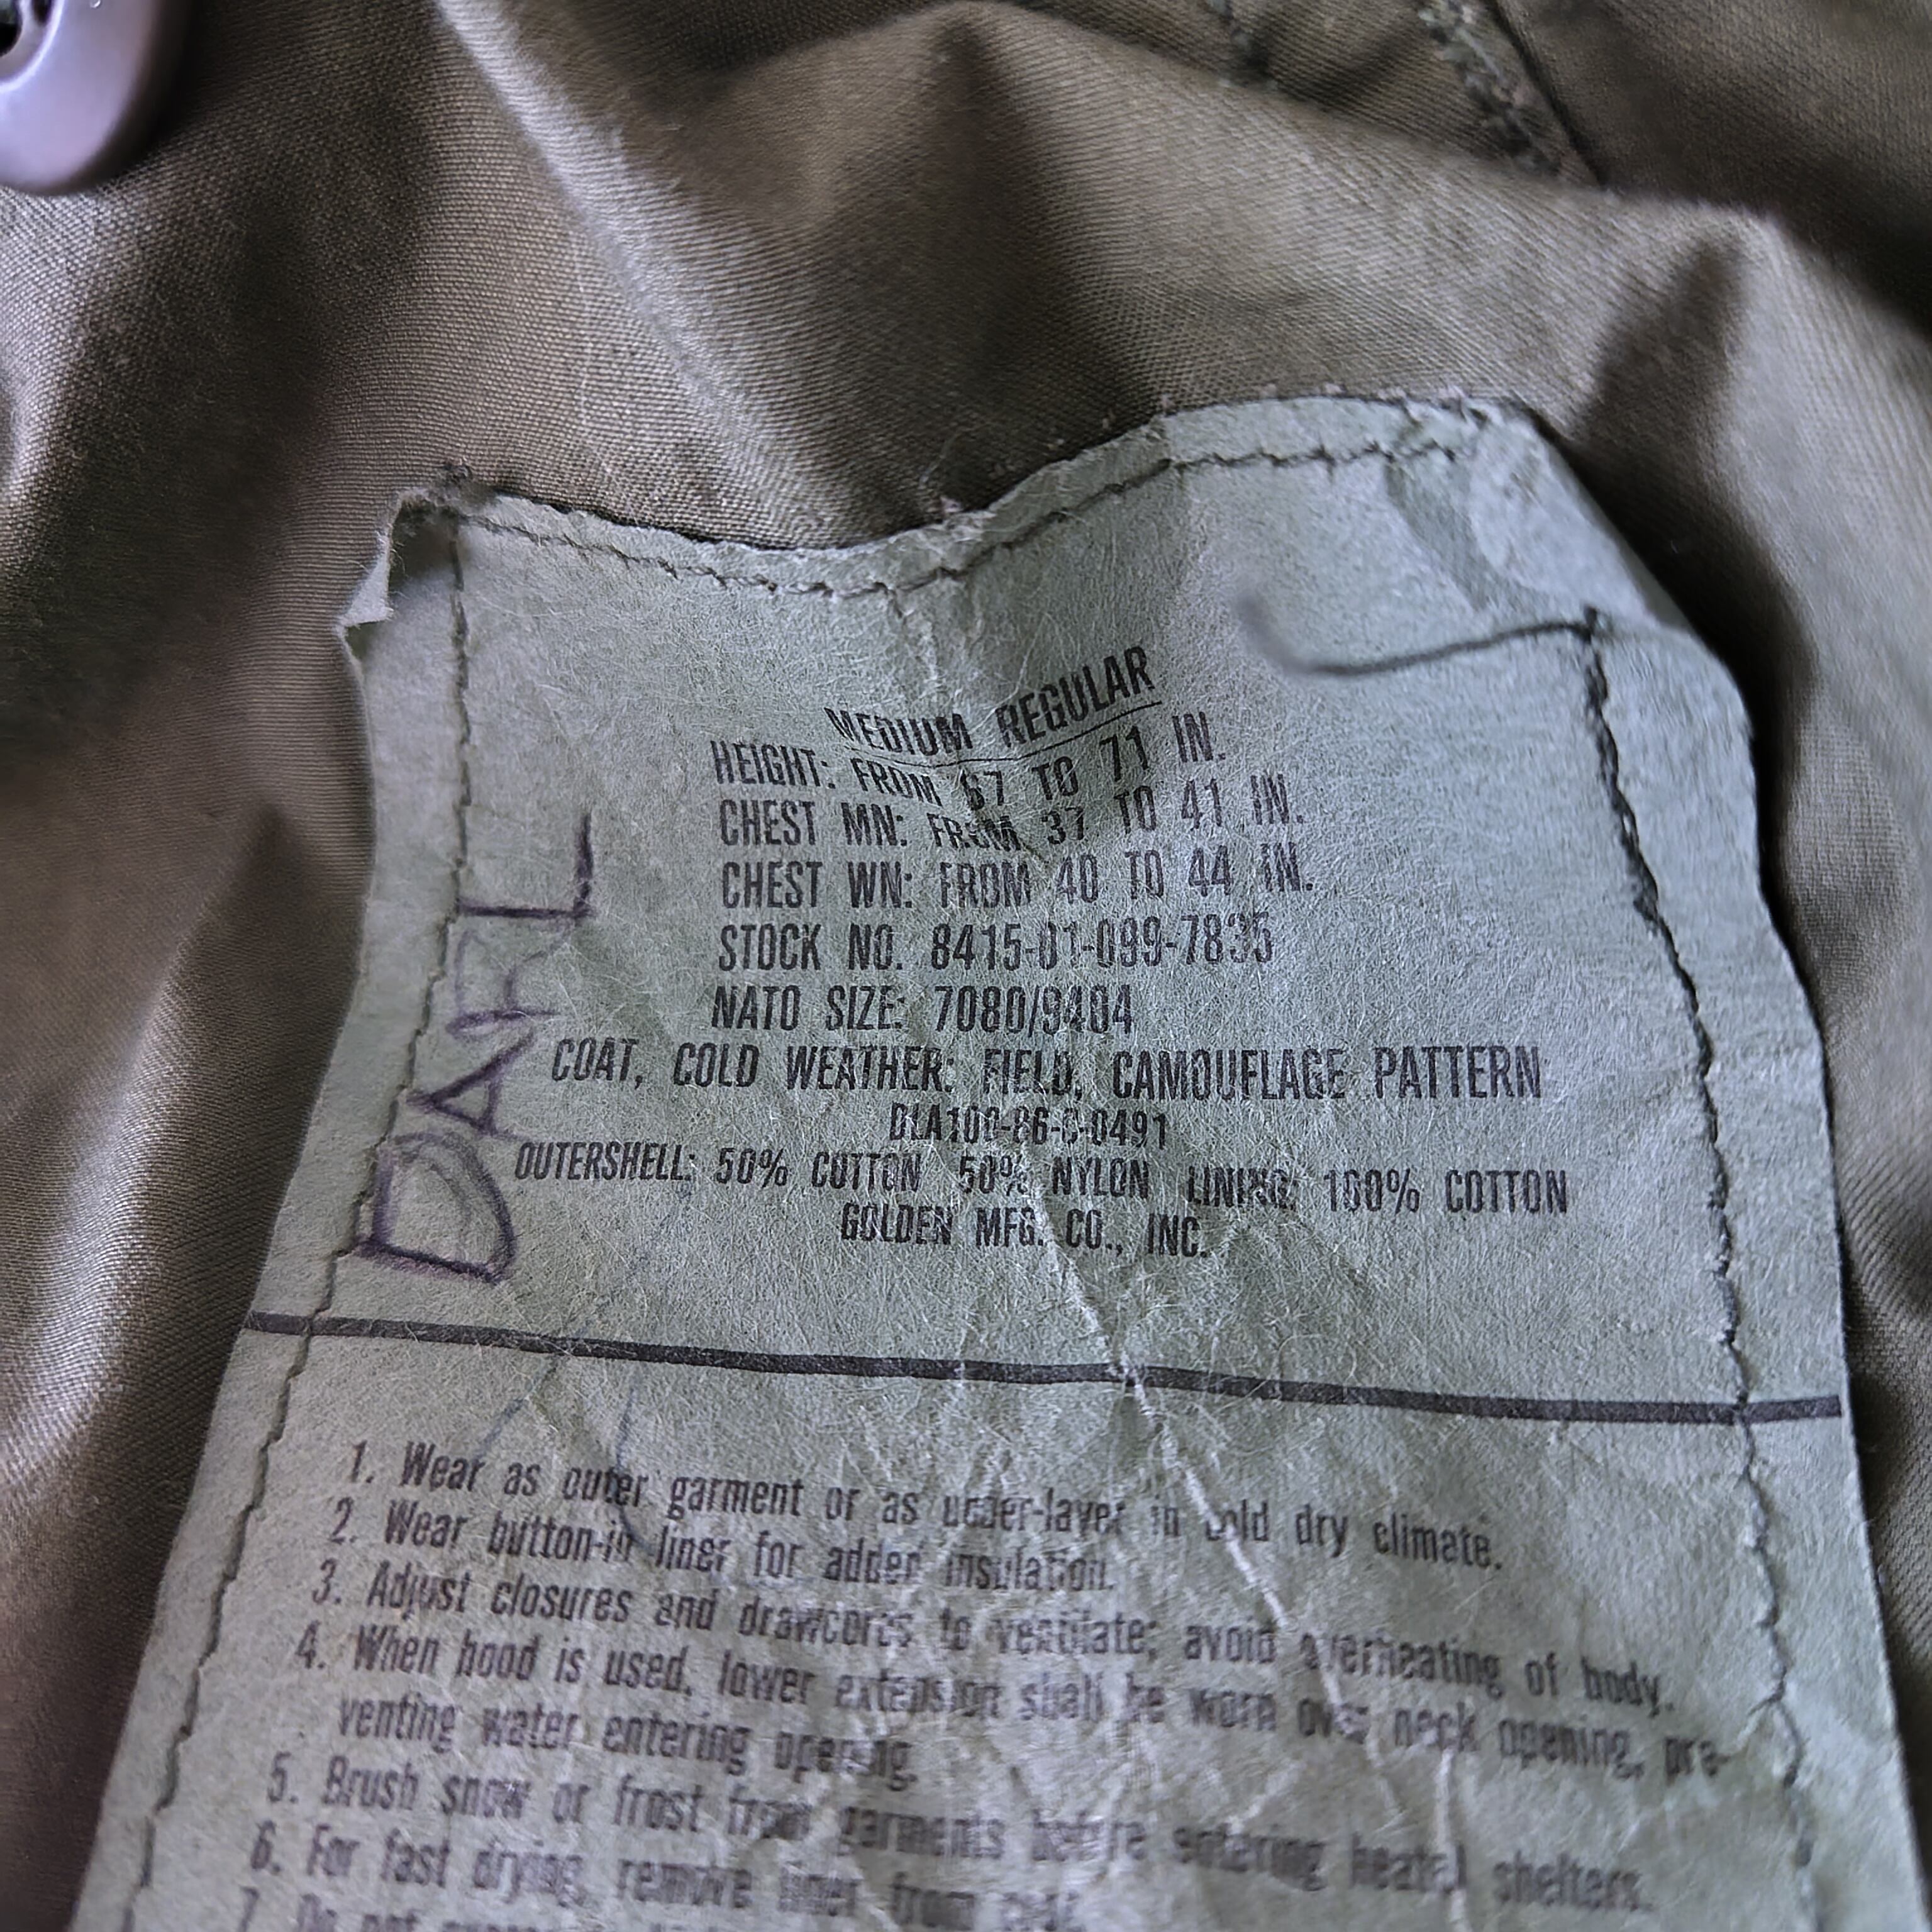 MEDIUM REGULAR
HEIGHT: FROM 67 TO 71 IN.
CHEST MN: FROM 37 TO 41 IN.
CHEST WN: FROM 40 TO 44 IN.
STOCK NO. 8415-01-099-7835
NATO SIZE: 7080/9404
COAT, COLD WEATHER: FIELD, CAMOUFLAGE PATTERN
DLA100-86-C-0491
OUTERSHELL: 50% COTTON 50% NYLON LINING: 100% COTTON
GOLDEN MFG. CO., INC.
1. Wear as outer garment or as under-layer in cold dry climate.
2. Wear button-in liner for added insulation.
3. Adjust closures and drawcords to ventilate; avoid overheating of body.
4. When hood is used, lower extension shall be worn over neck opening, pre-
venting water entering opening.
5. Brush snow or frost from garments before entering heated shelters.
6. For fast drying, remove liner from coat.
7. Do not